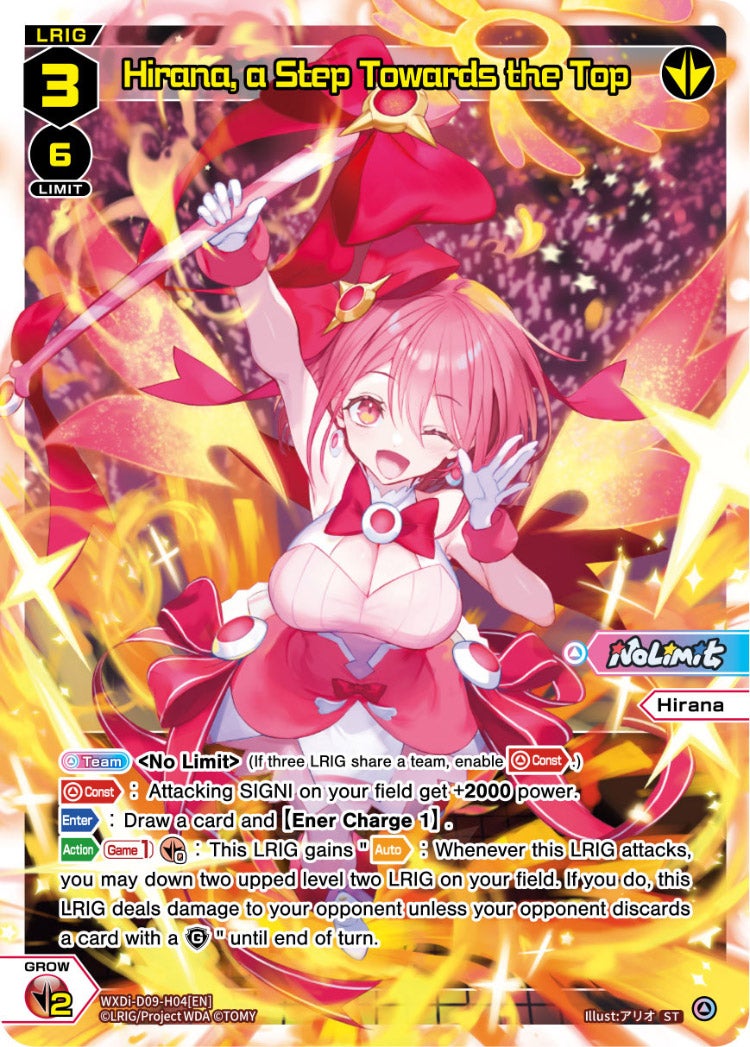 LRIG
3
Hirana, a Step Towards the Top
6
LIMIT
NoLimit
Hirana
Team <No Limit> (If three LRIG share a team, enable Const.)
Const : Attacking SIGNI on your field get +2000 power.
Enter : Draw a card and 【Ener Charge 1】.
Action Game 1 0 : This LRIG gains " Auto : Whenever this LRIG attacks,
you may down two upped level two LRIG on your field. If you do, this
LRIG deals damage to your opponent unless your opponent discards
a card with a G " until end of turn.
GROW
2
WXDi-D09-H04[EN]
©LRIG/Project WDA ©TOMY
Illust:アリオ ST